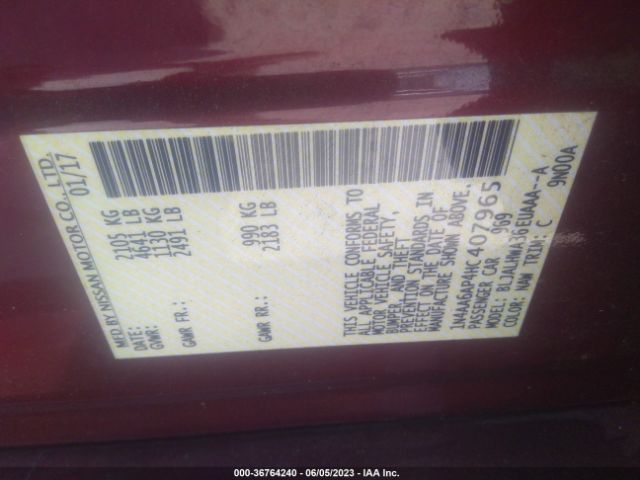 MFD BY NISSAN MOTOR CO., LTD.
DATE: 01/17
GVWR: 2105 KG
4641 LB
GAWR FR.: 1130 KG
2491 LB
GAWR RR.: 990 KG
2183 LB
THIS VEHICLE CONFORMS TO
ALL APPLICABLE FEDERAL
MOTOR VEHICLE SAFETY,
BUMPER, AND THEFT
PREVENTION STANDARDS IN
EFFECT ON THE DATE OF
MANUFACTURE SHOWN ABOVE.
1N4AA6AP4HC407965
PASSENGER CAR 969
MODEL: A36EUAAA--A
COLOR: NAW TRIM: C 9N00A
000-36764240 - 06/05/2023 - IAA Inc.